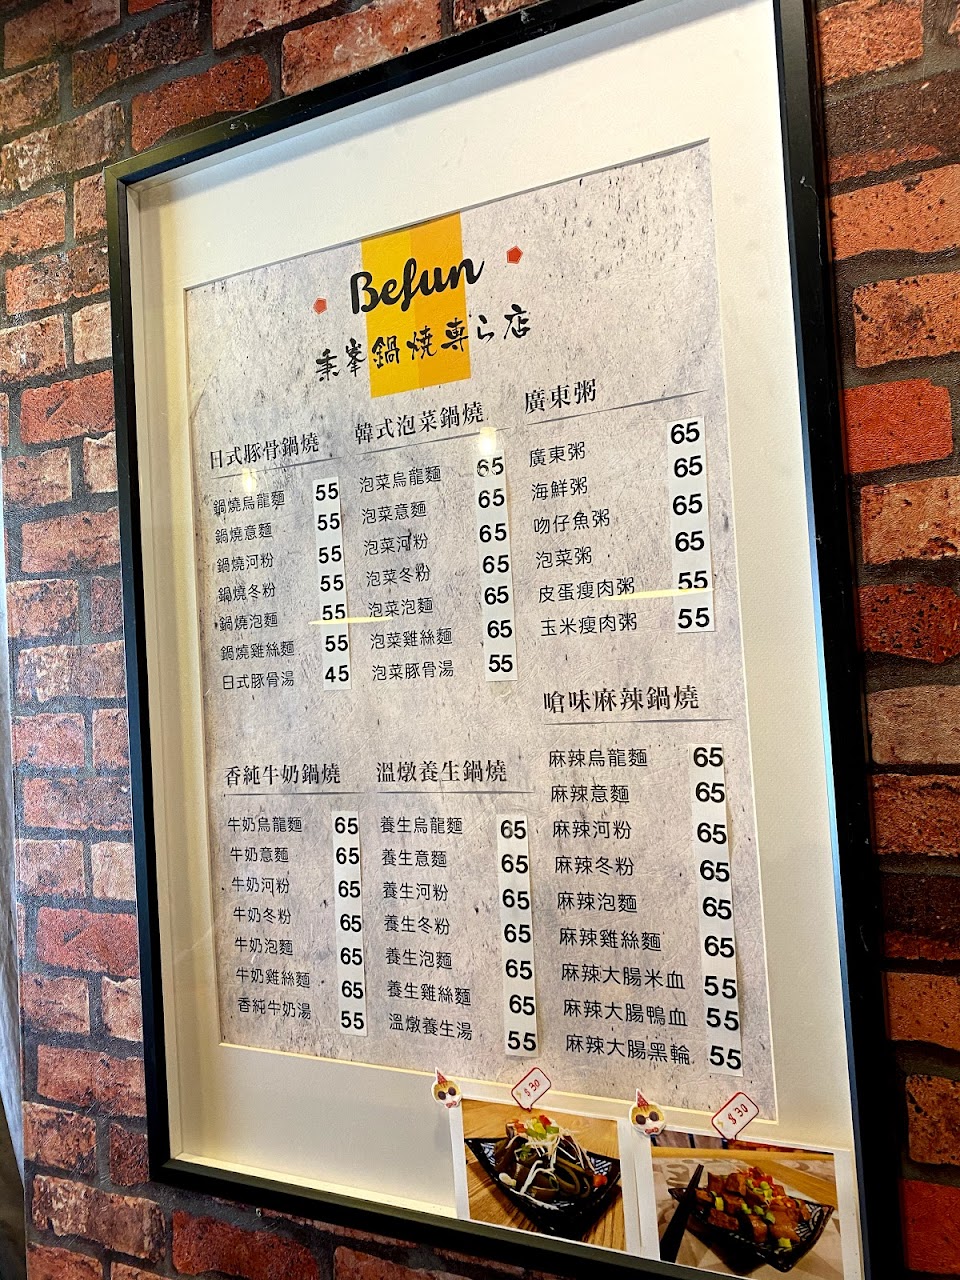 Befun
秉峯鍋燒専ら店
日式豚骨鍋燒
鍋燒烏龍麵 55
鍋燒意麵 55
鍋燒河粉 55
鍋燒冬粉 55
鍋燒泡麵 55
鍋燒雞絲麵 55
日式豚骨湯 45
韓式泡菜鍋燒
泡菜烏龍麵 65
泡菜意麵 65
泡菜河粉 65
泡菜冬粉 65
泡菜泡麵 65
泡菜雞絲麵 65
泡菜豚骨湯 55
廣東粥
廣東粥 65
海鮮粥 65
吻仔魚粥 65
泡菜粥 65
皮蛋瘦肉粥 55
玉米瘦肉粥 55
香純牛奶鍋燒
牛奶烏龍麵 65
牛奶意麵 65
牛奶河粉 65
牛奶冬粉 65
牛奶泡麵 65
牛奶雞絲麵 65
香純牛奶湯 55
溫燉養生鍋燒
養生烏龍麵 65
養生意麵 65
養生河粉 65
養生冬粉 65
養生泡麵 65
養生雞絲麵 65
溫燉養生湯 55
嗆味麻辣鍋燒
麻辣烏龍麵 65
麻辣意麵 65
麻辣河粉 65
麻辣冬粉 65
麻辣泡麵 65
麻辣雞絲麵 65
麻辣大腸米血 55
麻辣大腸鴨血 55
麻辣大腸黑輪 55
$30
$30